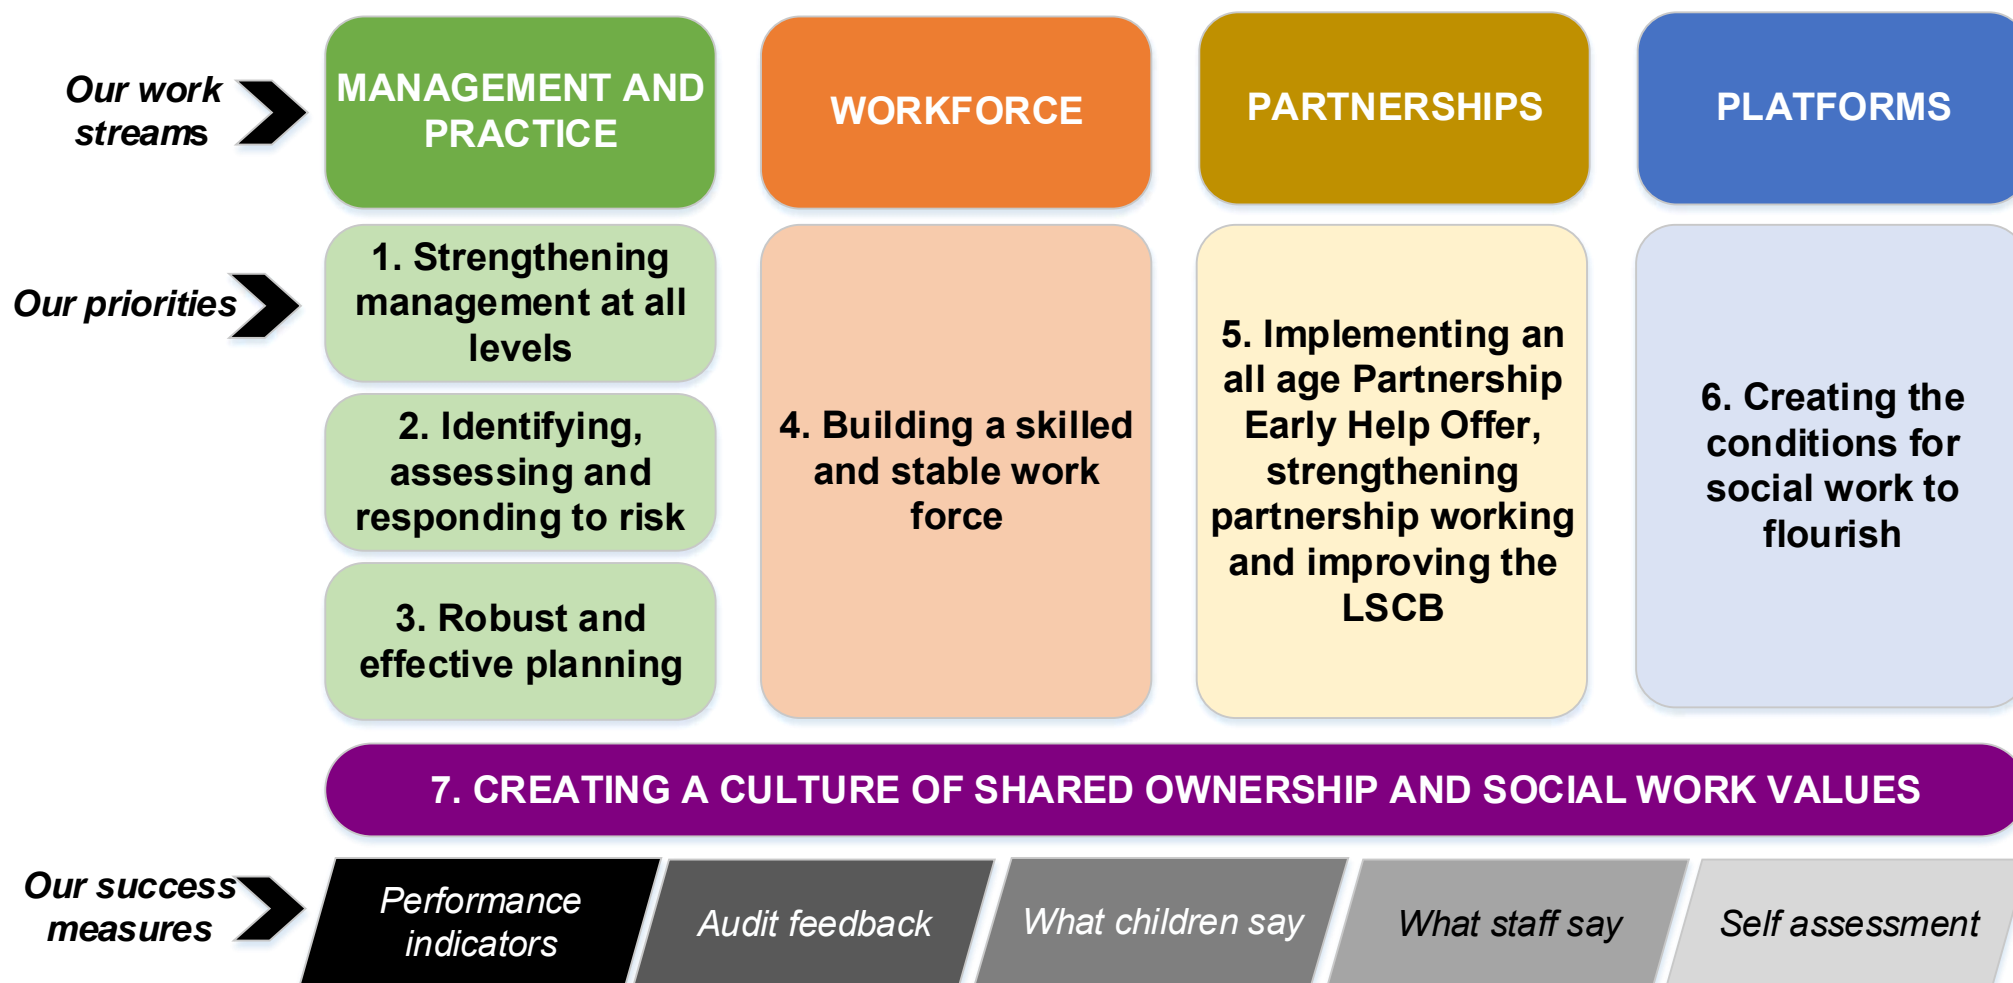 Our work
streams
MANAGEMENT AND
PRACTICE
WORKFORCE
PARTNERSHIPS
PLATFORMS
Our priorities
1. Strengthening
management at all
levels
2. Identifying,
assessing and
responding to risk
3. Robust and
effective planning
4. Building a skilled
and stable work
force
5. Implementing an
all age Partnership
Early Help Offer,
strengthening
partnership working
and improving the
LSCB
6. Creating the
conditions for
social work to
flourish
7. CREATING A CULTURE OF SHARED OWNERSHIP AND SOCIAL WORK VALUES
Our success
measures
Performance
indicators
Audit feedback
What children say
What staff say
Self assessment